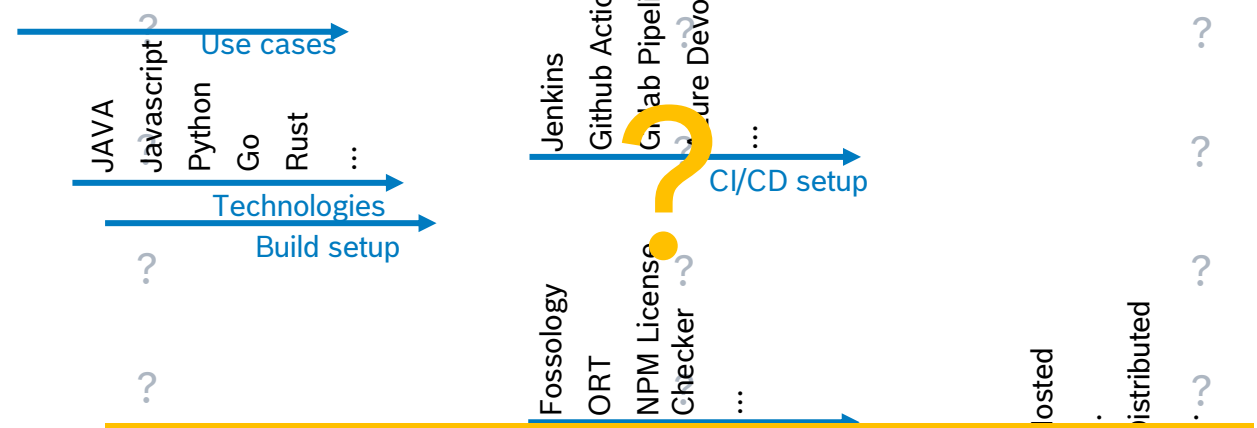 ?
Use cases
JAVA
Javascript
Python
Go
Rust
...
?
Technologies
Build setup
?
?
Jenkins
Github
?
?
...
CI/CD setup
?
?
Fossology
ORT
NPM License
Checker
?
...
?
?
?
?